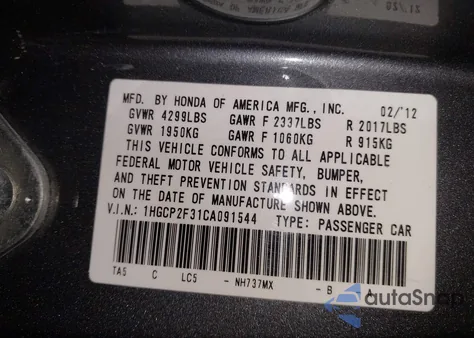 02/12
MFD. BY HONDA OF AMERICA MFG., INC. 02/'12
GVWR 4299LBS GAWR F 2337LBS R 2017LBS
GVWR 1950KG GAWR F 1060KG R 915KG
THIS VEHICLE CONFORMS TO ALL APPLICABLE
FEDERAL MOTOR VEHICLE SAFETY, BUMPER,
AND THEFT PREVENTION STANDARDS IN EFFECT
ON THE DATE OF MANUFACTURE SHOWN ABOVE.
V.I.N.: 1HGCP2F31CA091544 TYPE: PASSENGER CAR
TA5 C LC5 - NH737MX - B - A
autoSnap